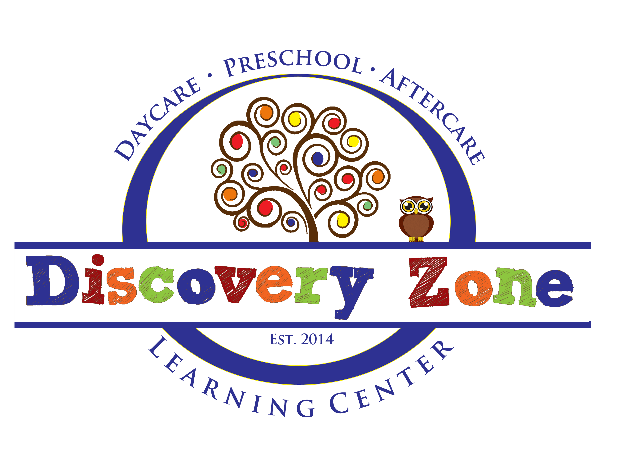 DAYCARE · PRESCHOOL · AFTERCARE
Discovery Zone
EST. 2014
LEARNING CENTER